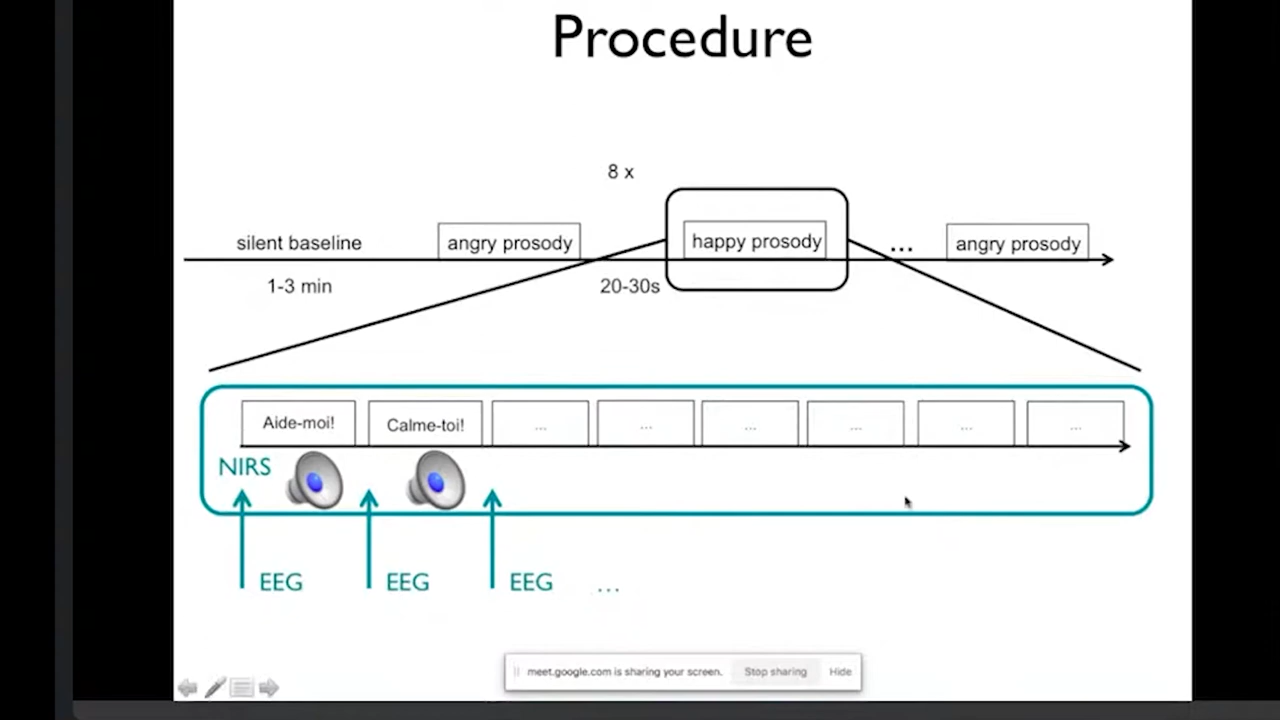 Procedure
8 x
silent baseline
angry prosody
happy prosody
...
angry prosody
1-3 min
20-30s
Aide-moi!
Calme-toi!
...
...
...
...
...
...
NIRS
EEG
EEG
EEG
...
meet.google.com is sharing your screen.
Stop sharing
Hide